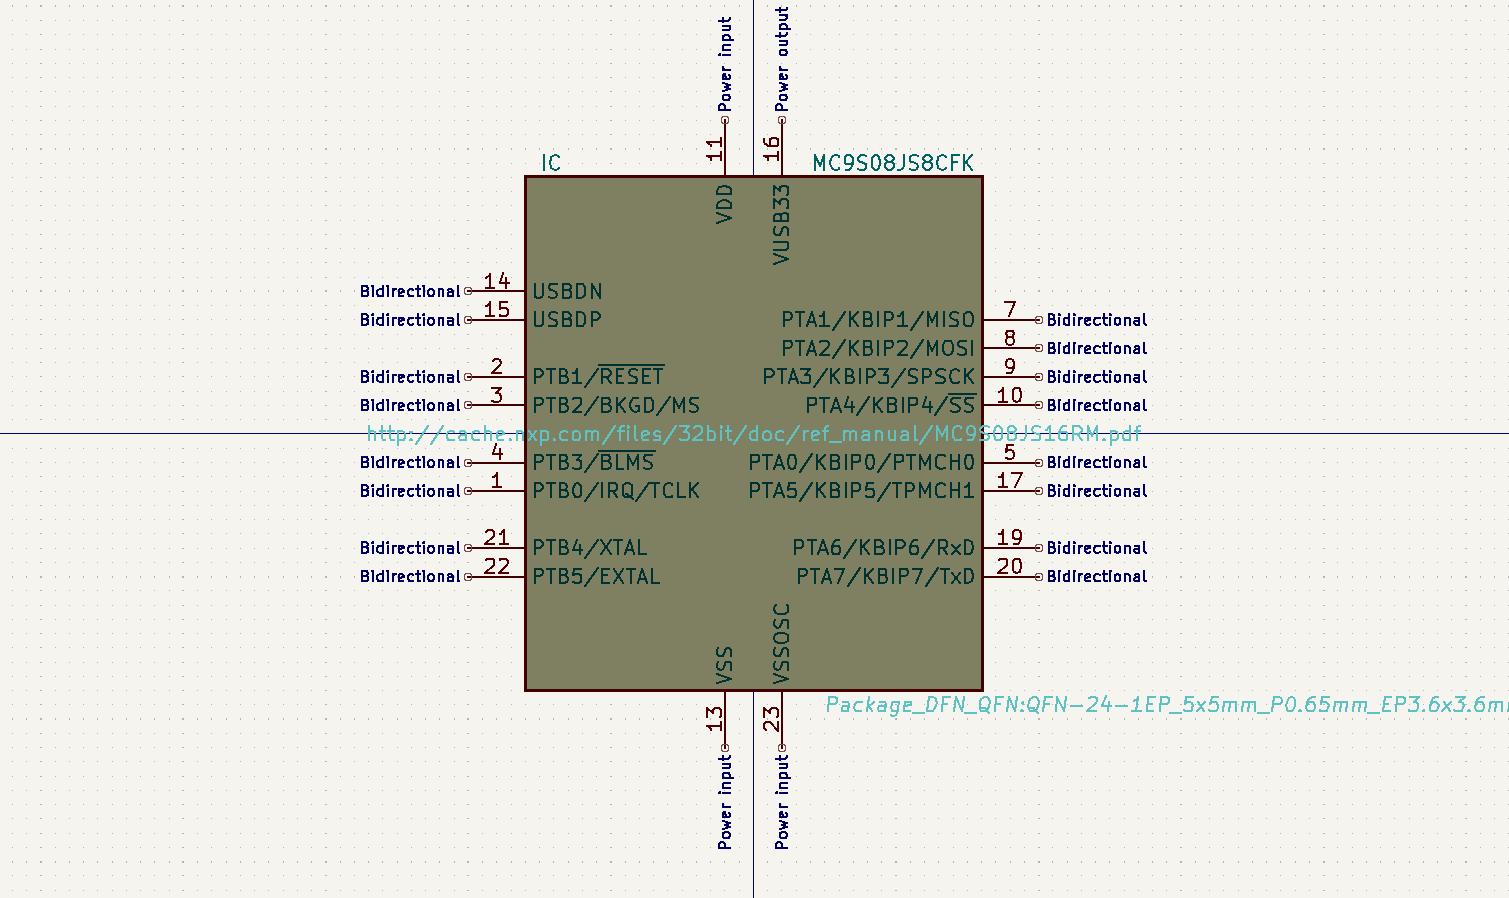 Power input
Power output
11
16
IC
MC9S08JS8CFK
VDD
VUSB33
Bidirectional 14 USBDN
Bidirectional 15 USBDP
PTA1/KBIP1/MISO 7 Bidirectional
PTA2/KBIP2/MOSI 8 Bidirectional
Bidirectional 2 PTB1/RESET
PTA3/KBIP3/SPSCK 9 Bidirectional
Bidirectional 3 PTB2/BKGD/MS
PTA4/KBIP4/SS 10 Bidirectional
http://cache.nxp.com/files/32bit/doc/ref_manual/MC9S08JS16RM.pdf
Bidirectional 4 PTB3/BLMS
PTA0/KBIP0/PTMCH0 5 Bidirectional
Bidirectional 1 PTB0/IRQ/TCLK
PTA5/KBIP5/TPMCH1 17 Bidirectional
Bidirectional 21 PTB4/XTAL
PTA6/KBIP6/RxD 19 Bidirectional
Bidirectional 22 PTB5/EXTAL
PTA7/KBIP7/TxD 20 Bidirectional
VSS
VSSOSC
Package_DFN_QFN:QFN-24-1EP_5x5mm_P0.65mm_EP3.6x3.6m
13
23
Power input
Power input